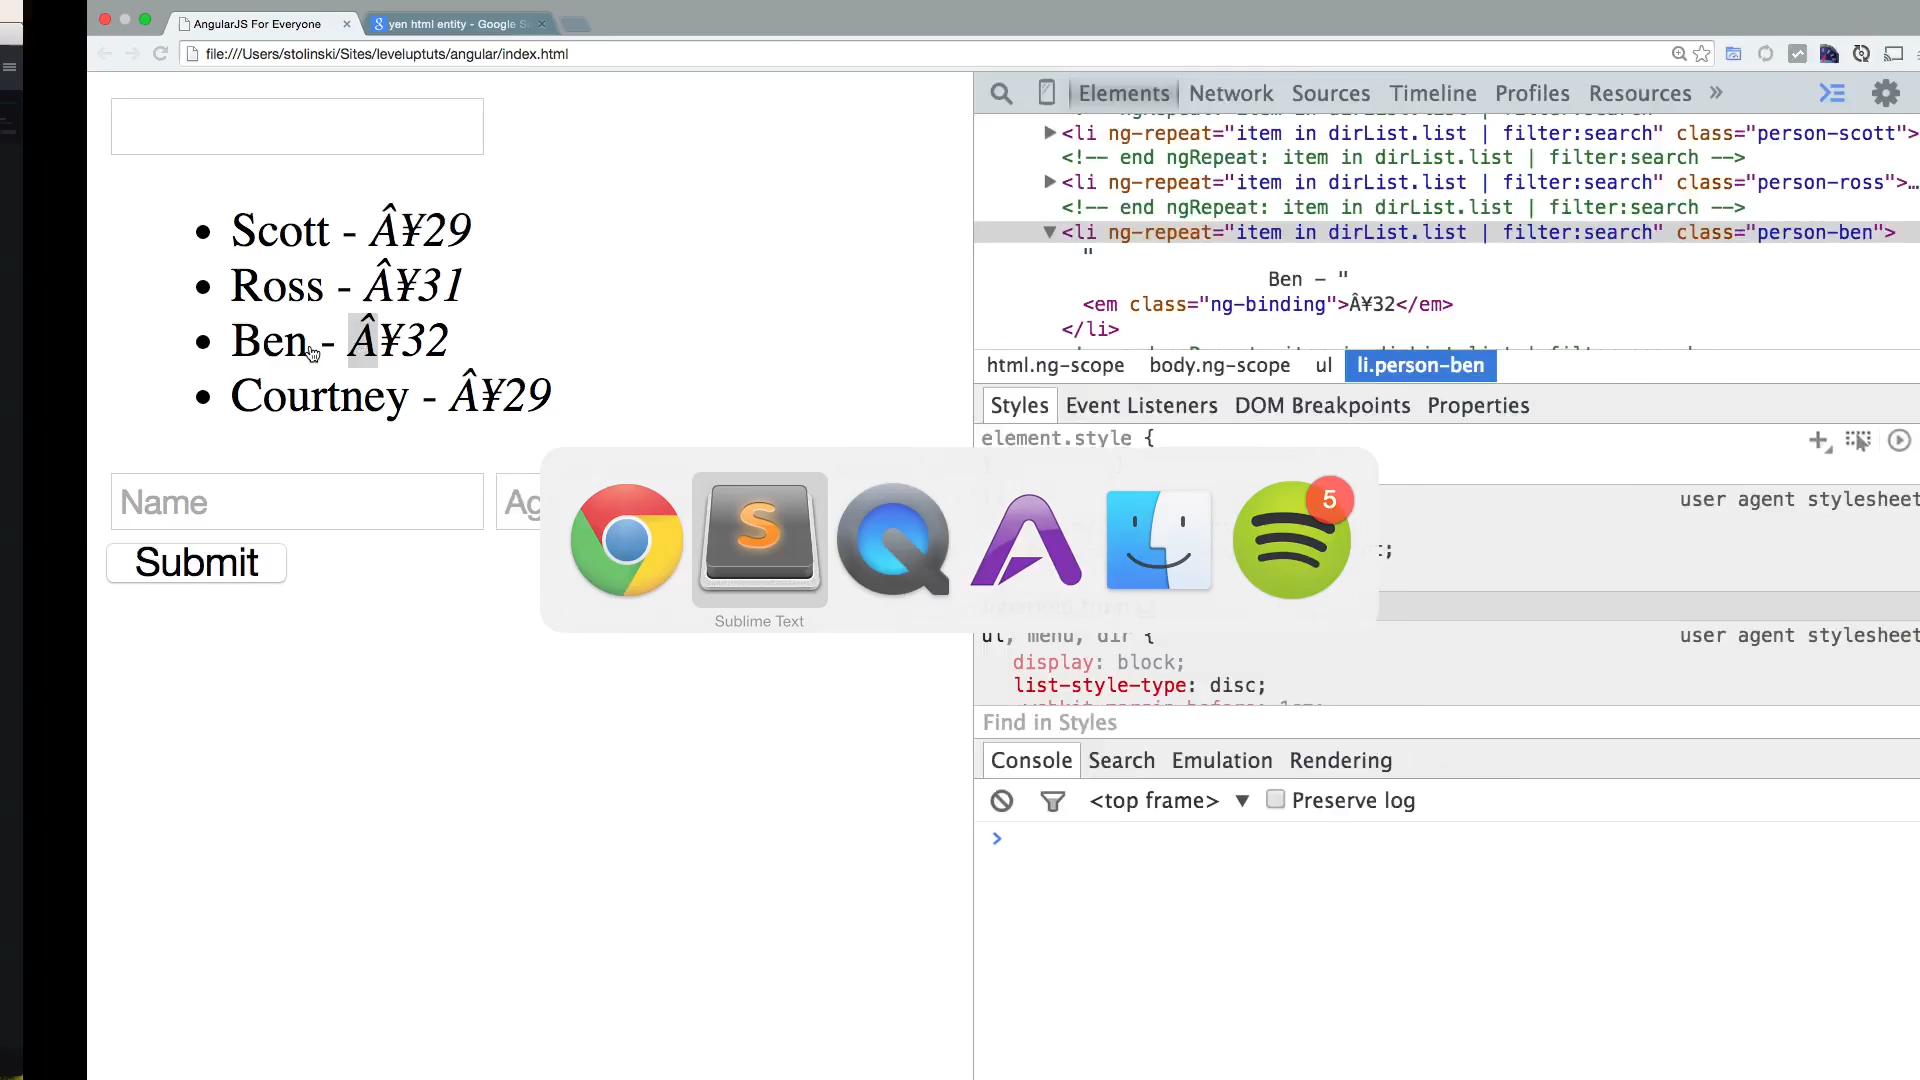 AngularJS For Everyone
yen html entity - Google S
file:///Users/stolinski/Sites/leveluptuts/angular/index.html
Scott - Â¥29
Ross - Â¥31
Ben - Â¥32
Courtney - Â¥29
Name
Ag
Submit
Elements Network Sources Timeline Profiles Resources »
<li ng-repeat="item in dirList.list | filter:search" class="person-scott">
<!-- end ngRepeat: item in dirList.list | filter:search -->
<li ng-repeat="item in dirList.list | filter:search" class="person-ross">…
<!-- end ngRepeat: item in dirList.list | filter:search -->
<li ng-repeat="item in dirList.list | filter:search" class="person-ben">
"
Ben - "
<em class="ng-binding">Â¥32</em>
</li>
html.ng-scope body.ng-scope ul li.person-ben
Styles Event Listeners DOM Breakpoints Properties
element.style {
user agent stylesheet
t;
5
Sublime Text
ul, menu, dir {
user agent stylesheet
display: block;
list-style-type: disc;
Find in Styles
Console Search Emulation Rendering
<top frame> ▼ Preserve log
>